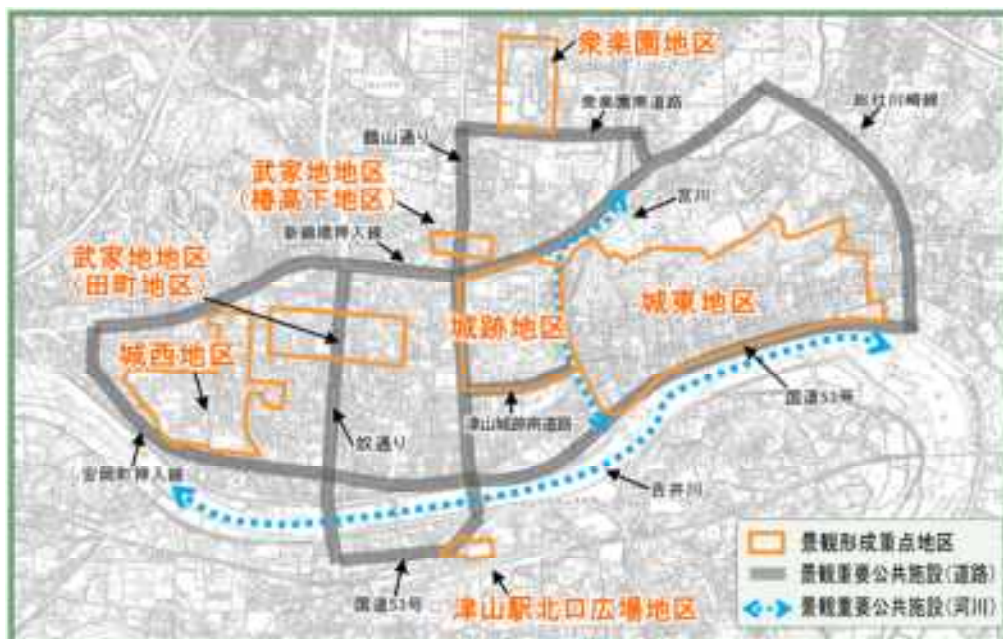 衆楽園地区
衆楽園南道路
総社川崎線
鶴山通り
武家地地区
(椿高下地区)
宮川
新錦橋押入線
武家地地区
(田町地区)
城跡地区
城東地区
城西地区
国道53号
津山城跡南道路
奴通り
安岡町押入線
吉井川
国道53号
津山駅北口広場地区
景観形成重点地区
景観重要公共施設(道路)
景観重要公共施設(河川)